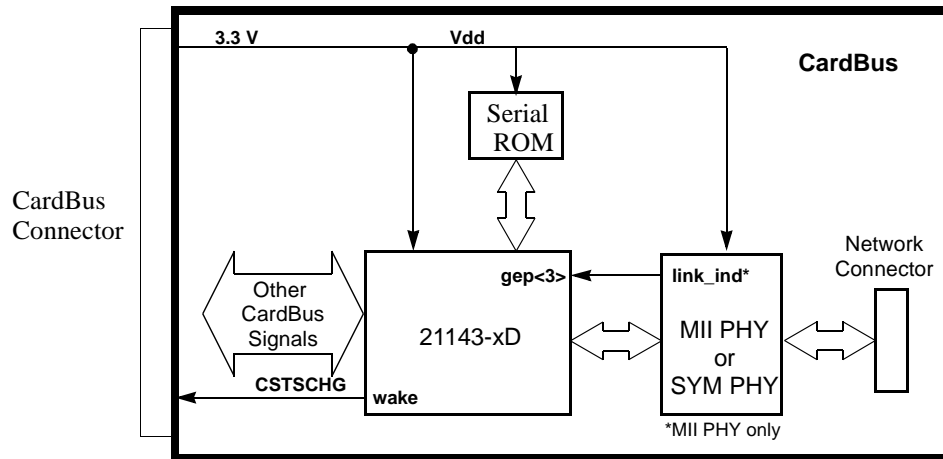 3.3 V
Vdd
CardBus
Serial
ROM
CardBus
Connector
Network
Connector
gep<3>
link_ind*
Other
CardBus
Signals
21143-xD
MII PHY
or
SYM PHY
CSTSCHG
wake
*MII PHY only